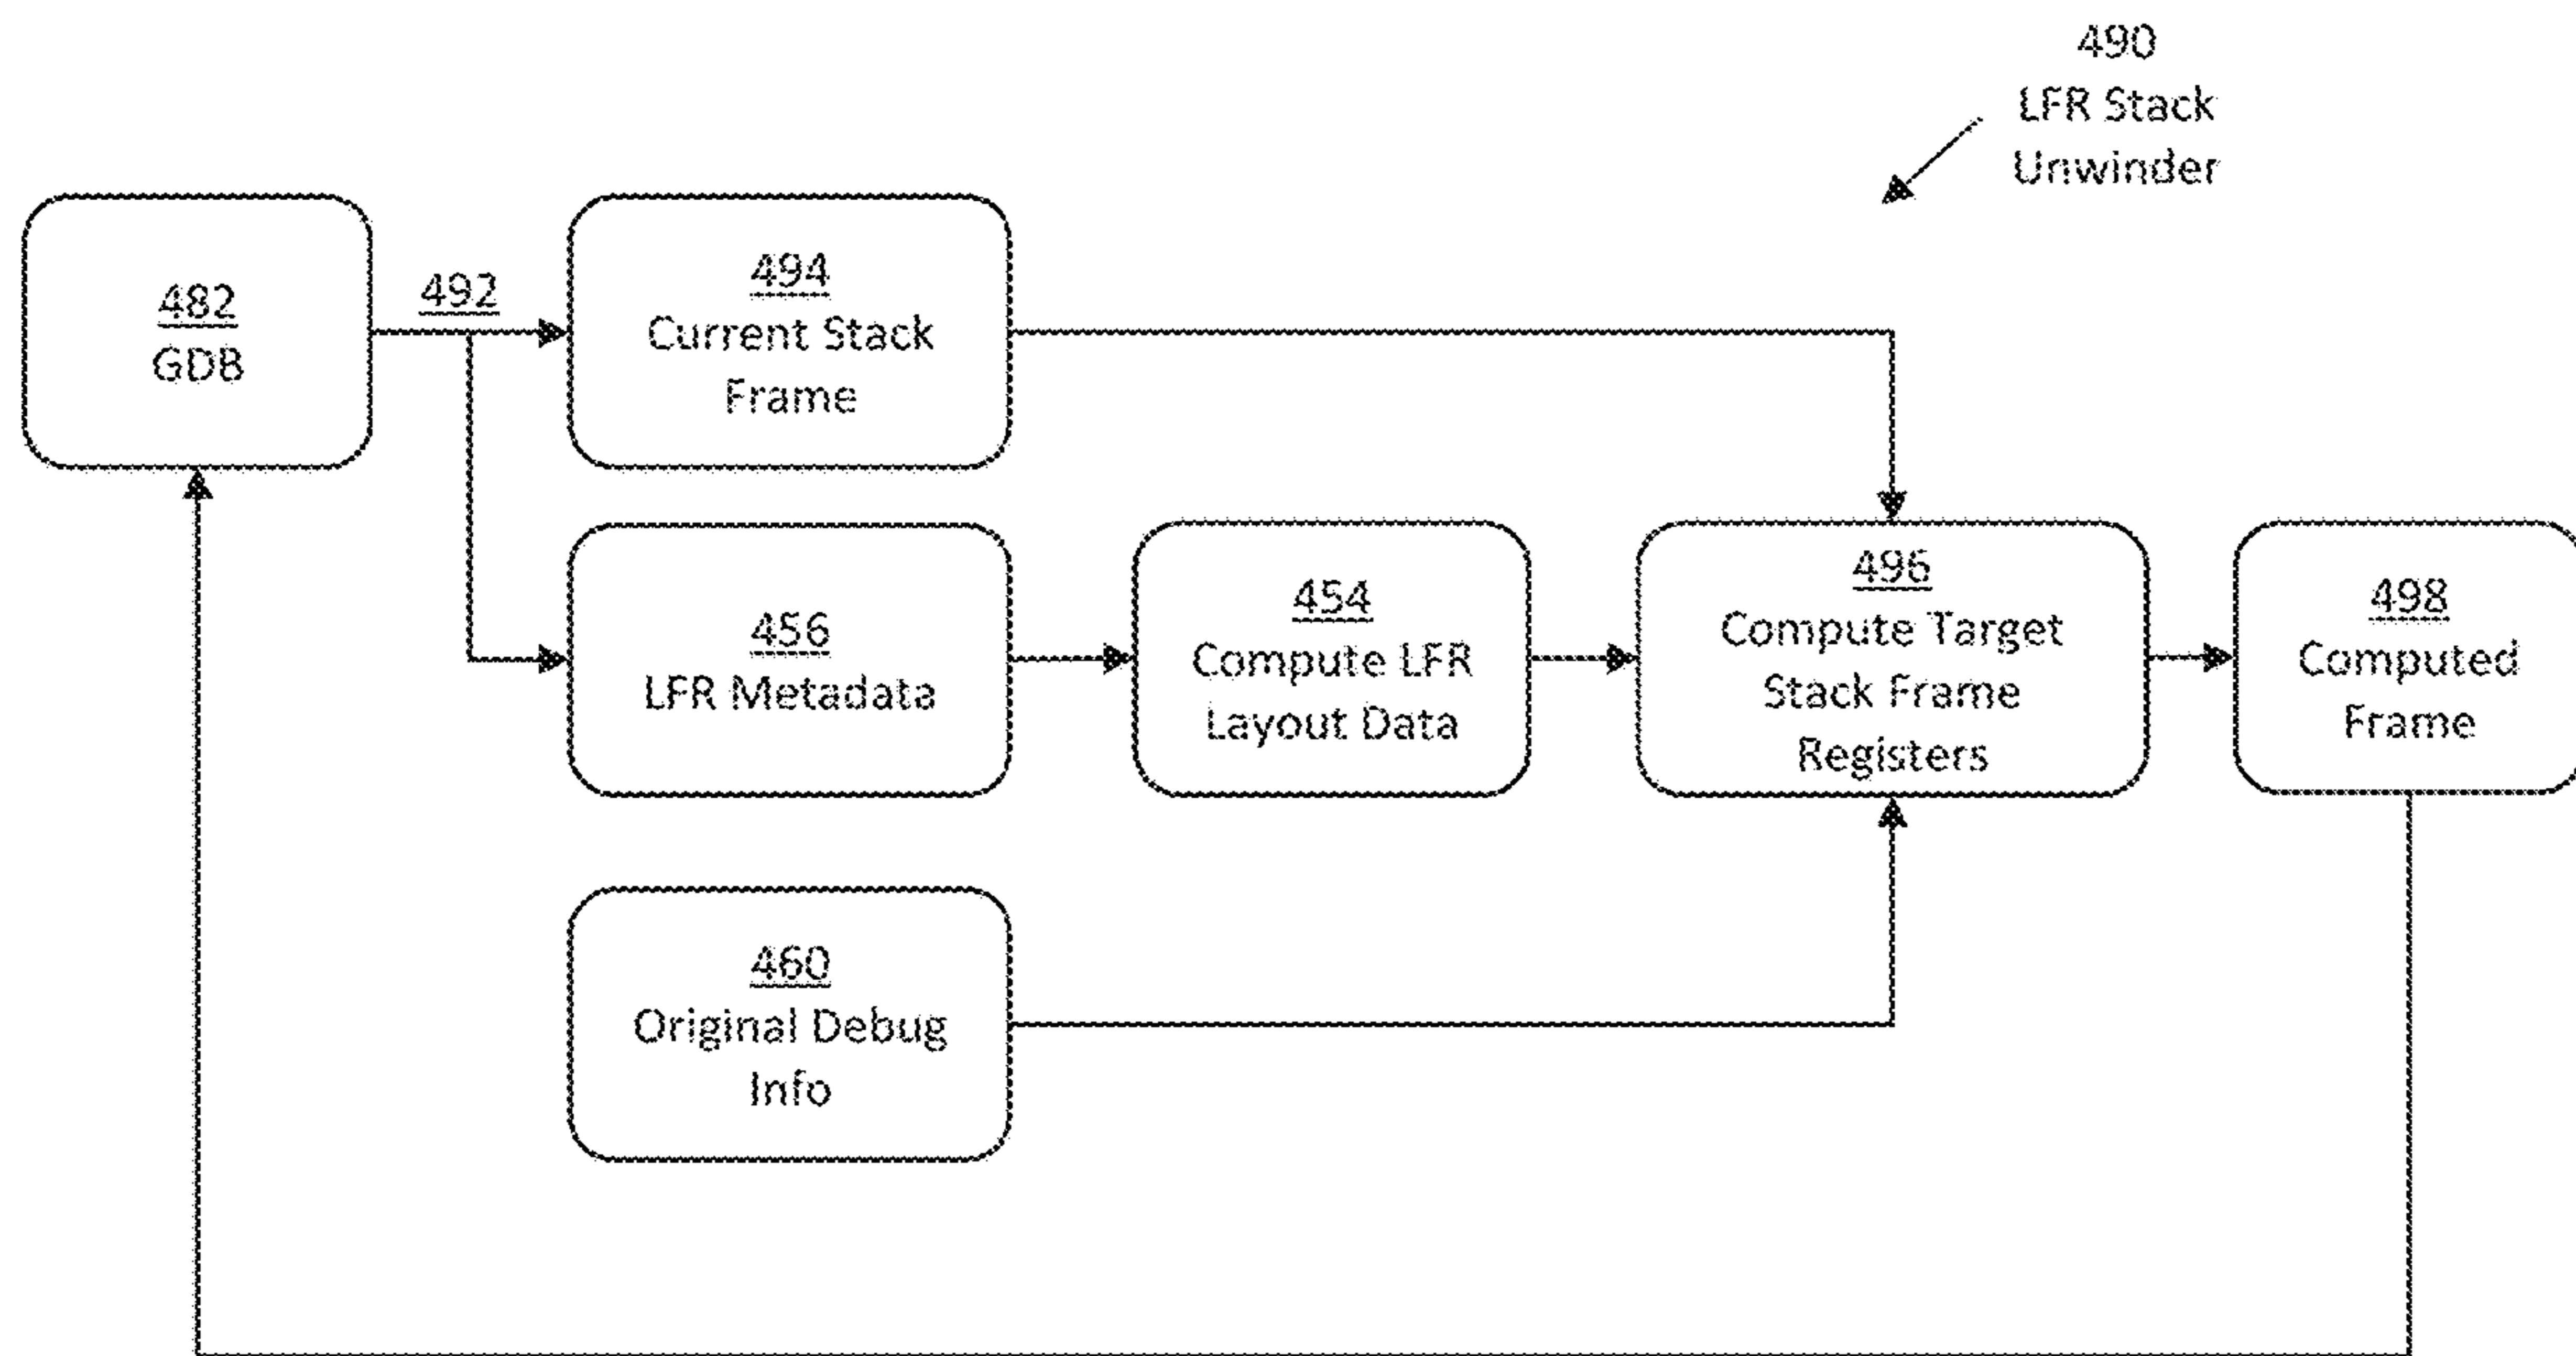 490
LFR Stack
Unwinder
482
GDB
492
494
Current Stack
Frame
456
LFR Metadata
454
Compute LFR
Layout Data
496
Compute Target
Stack Frame
Registers
498
Computed
Frame
460
Original Debug
Info